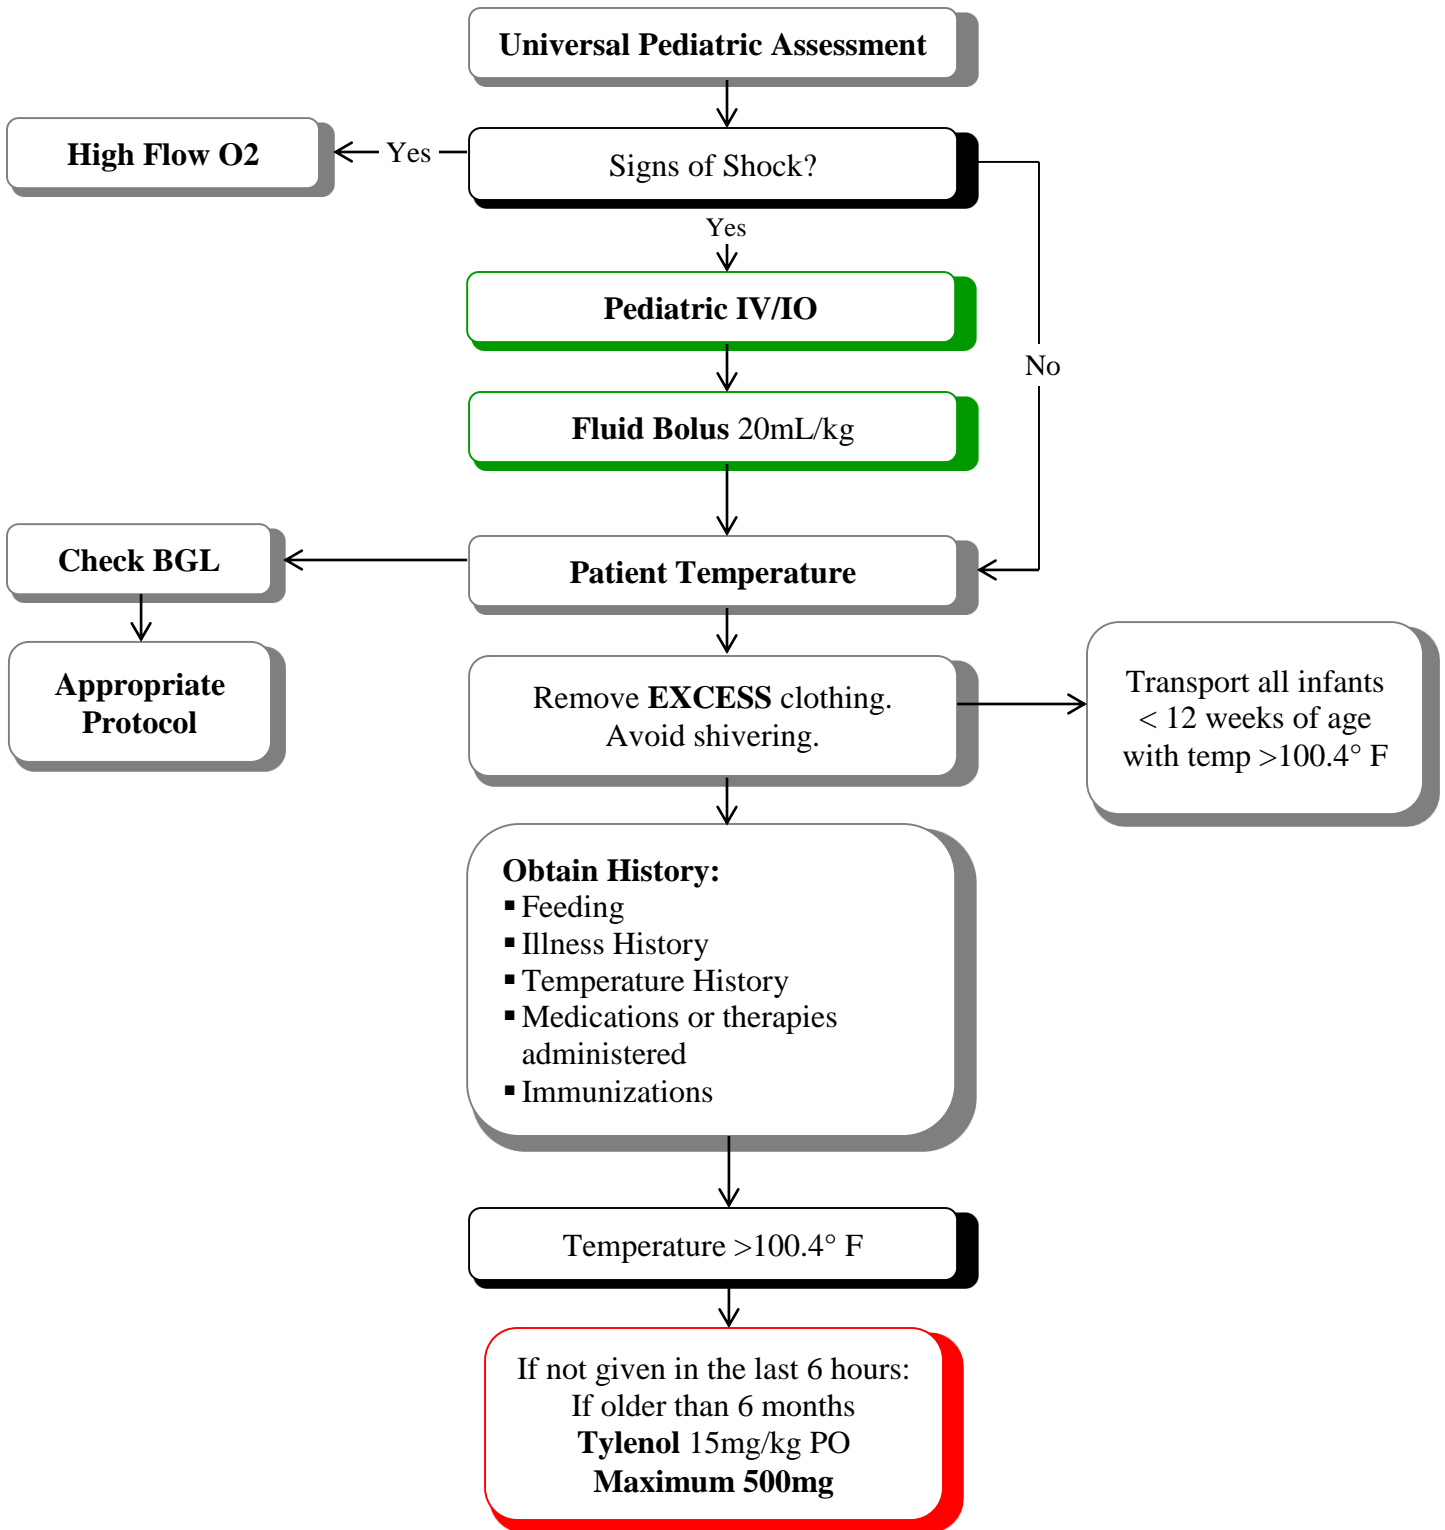 Universal Pediatric Assessment
High Flow O2
Yes
Signs of Shock?
Yes
Pediatric IV/IO
No
Fluid Bolus 20mL/kg
Check BGL
Patient Temperature
Appropriate
Protocol
Remove EXCESS clothing.
Avoid shivering.
Transport all infants
< 12 weeks of age
with temp >100.4° F
Obtain History:
▪ Feeding
▪ Illness History
▪ Temperature History
▪ Medications or therapies
administered
▪ Immunizations
Temperature >100.4° F
If not given in the last 6 hours:
If older than 6 months
Tylenol 15mg/kg PO
Maximum 500mg